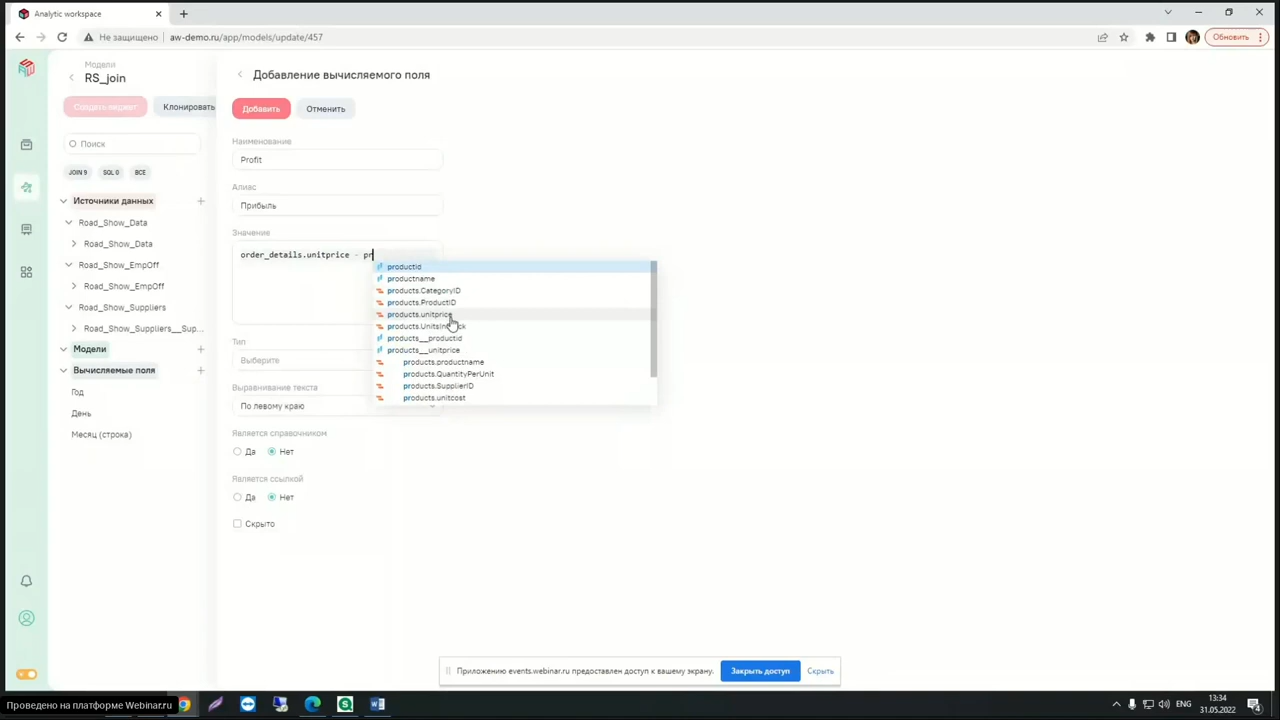 Analytic workspace
Не защищено
aw-demo.ru/app/models/update/457
Обновить
Модели
RS_join
Создать виджет
Клонировать
Поиск
JOIN 9
SQL 0
ВСЕ
Источники данных
Road_Show_Data
Road_Show_Data
Road_Show_EmpOff
Road_Show_EmpOff
Road_Show_Suppliers
Road_Show_Suppliers__Sup...
Модели
Вычисляемые поля
Год
День
Месяц (строка)
Добавление вычисляемого поля
Добавить
Отменить
Наименование
Profit
Алиас
Прибыль
Значение
order_details.unitprice - pr
productid
productname
products.CategoryID
products.ProductID
products.unitprice
products__productid
products__unitprice
products.productname
products.QuantityPerUnit
products.SupplierID
products.unitcost
Тип
Выберите
Выравнивание текста
По левому краю
Является справочником
Да
Нет
Является ссылкой
Да
Нет
Скрыто
Приложению events.webinar.ru предоставлен доступ к вашему экрану.
Закрыть доступ
Скрыть
Проведено на платформе Webinar.ru
ENG
13:34
31.05.2022
4